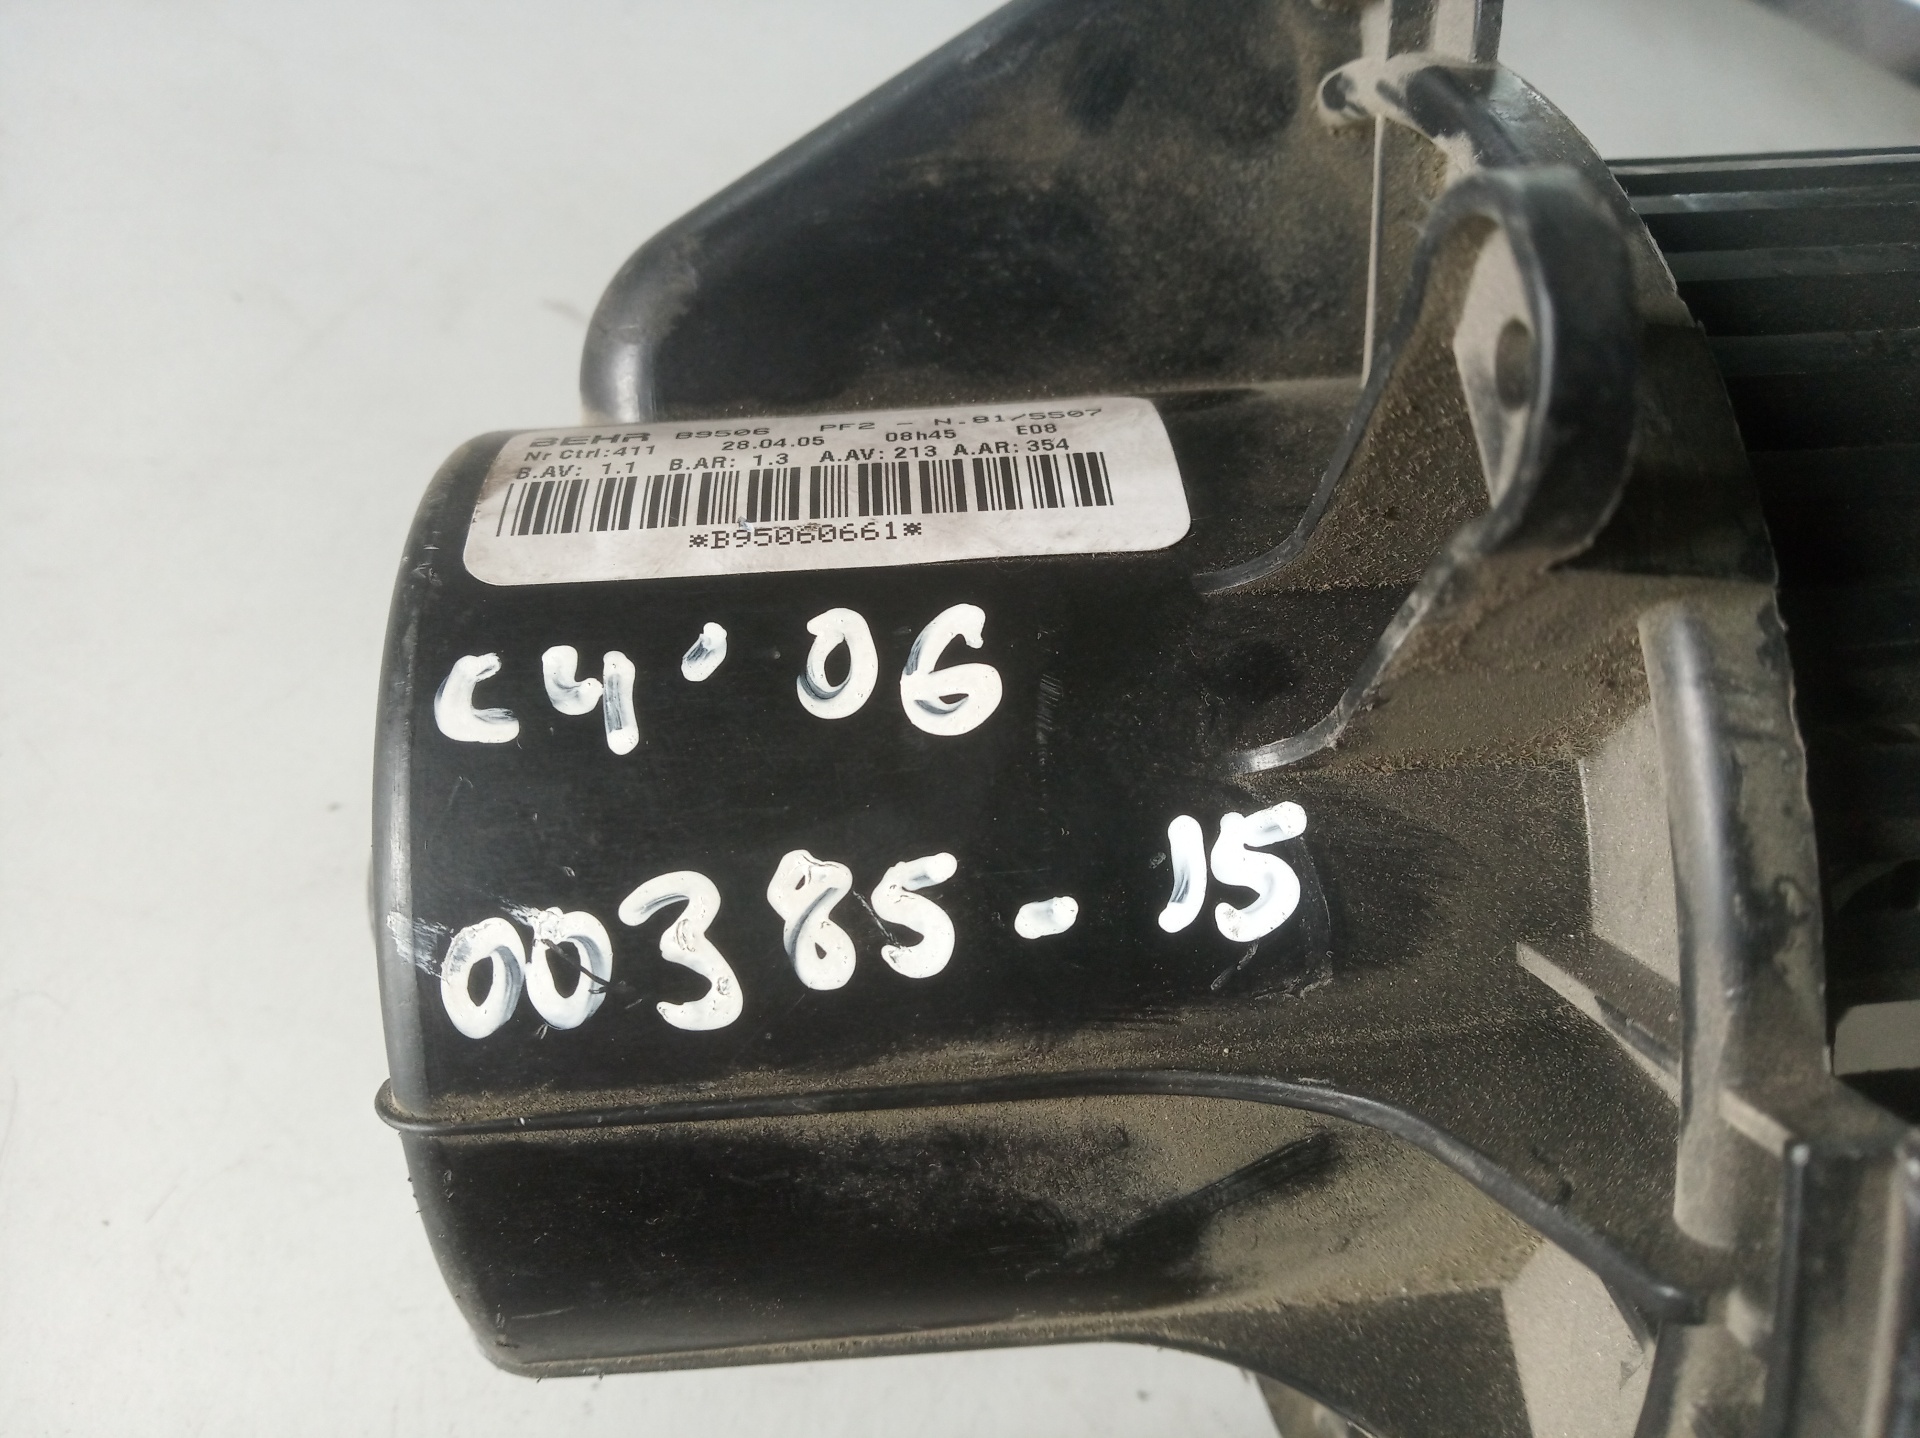 BEHR B9506 PF2 - N.81/5507
Nr Ctrl:411 28.04.05 08h45 E08
B.AV: 1.1 B.AR: 1.3 A.AV: 213 A.AR: 354
*B95060661*
C4' 06
00385-15